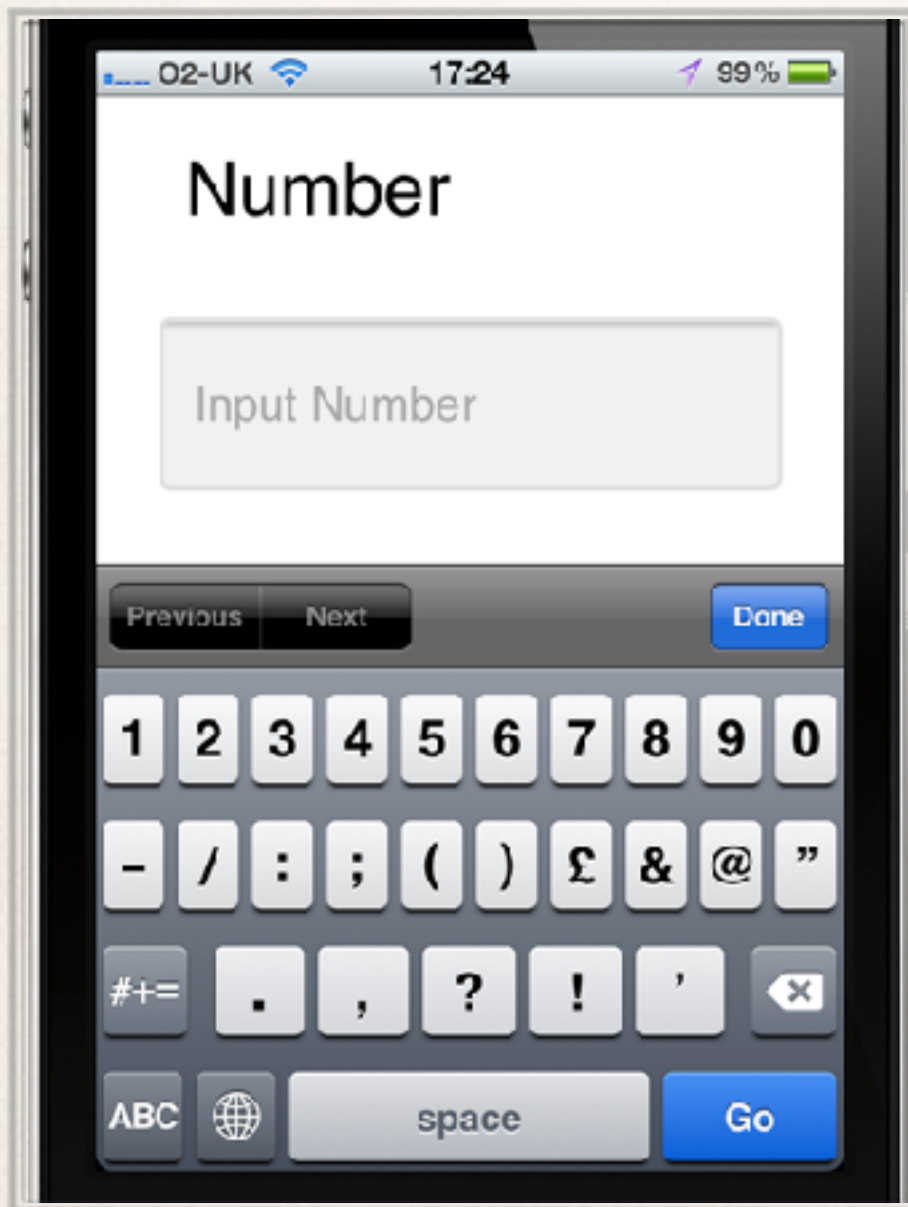 O2-UK 17:24 99%
Number
Input Number
Previous Next Done
1 2 3 4 5 6 7 8 9 0
- / : ; ( ) £ & @ ”
#+= . , ? ! ’
ABC space Go